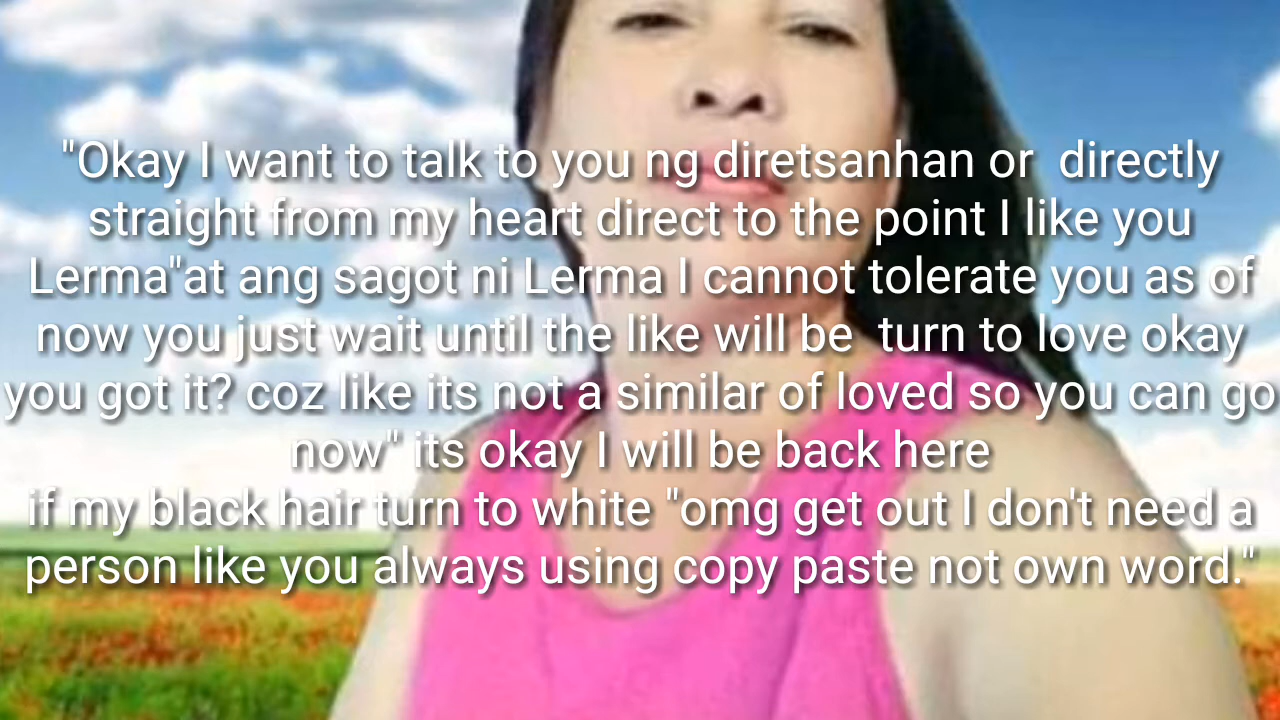 "Okay I want to talk to you ng diretsanhan or  directly
straight from my heart direct to the point I like you
Lerma"at ang sagot ni Lerma I cannot tolerate you as of
now you just wait until the like will be  turn to love okay
you got it? coz like its not a similar of loved so you can go
now" its okay I will be back here
if my black hair turn to white "omg get out I don't need a
person like you always using copy paste not own word."